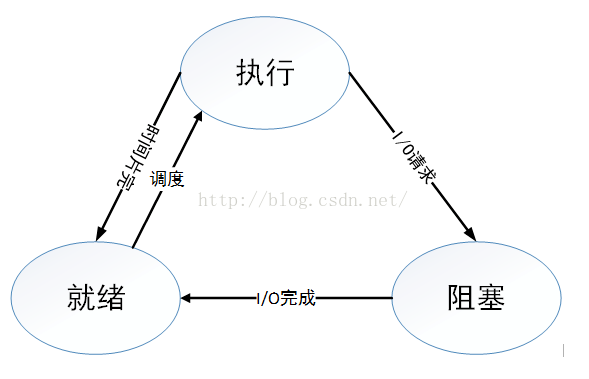 执行
时间片完
调度
I/O请求
http://blog.csdn.net/
就绪
I/O完成
阻塞